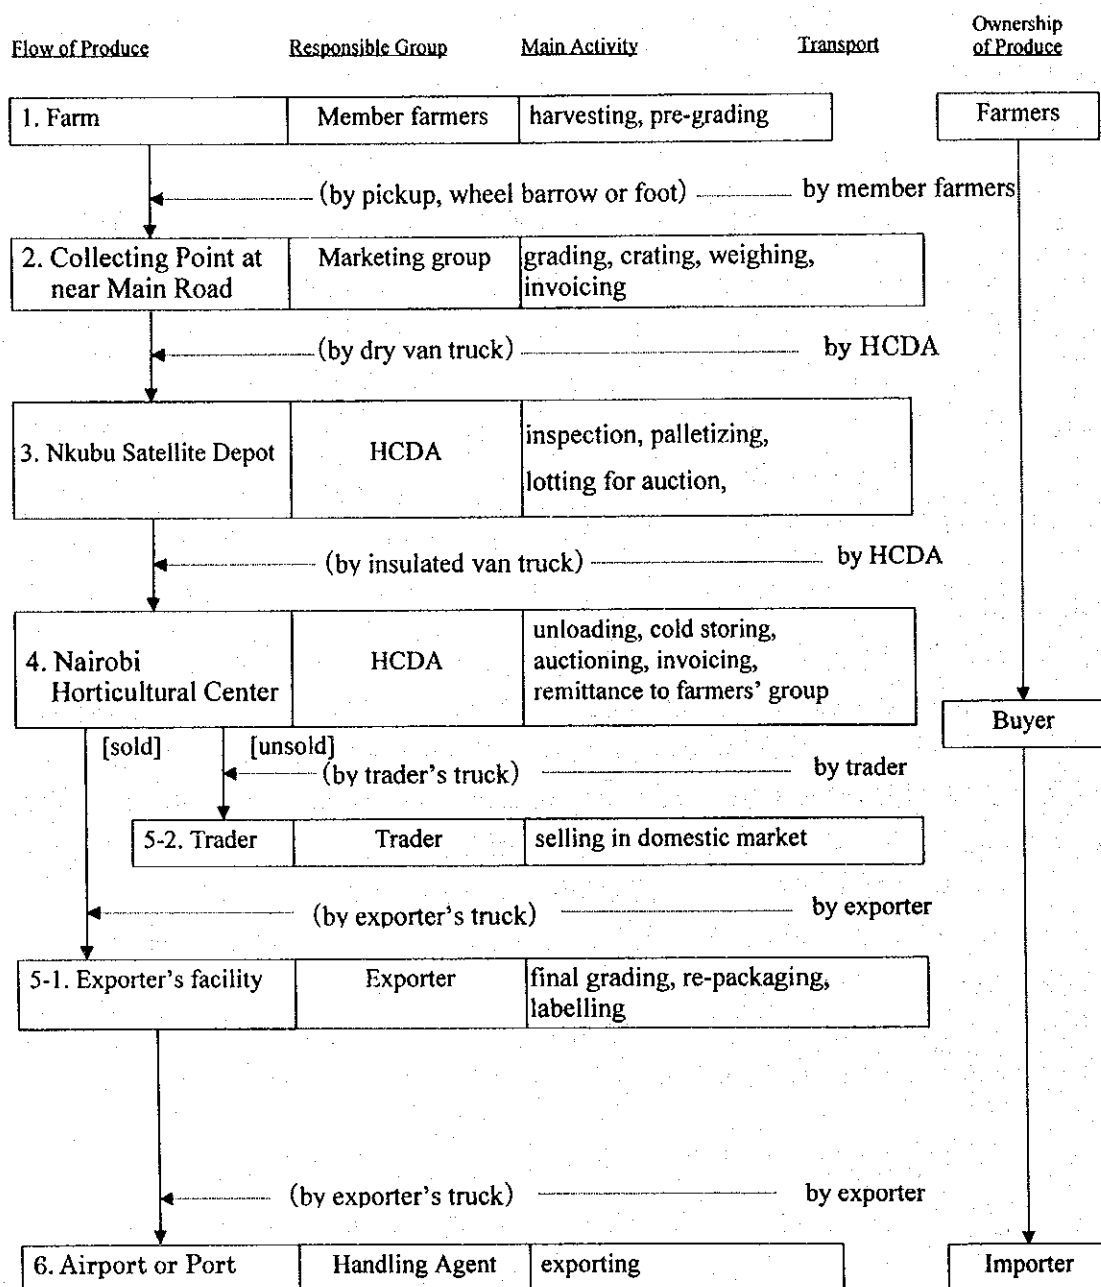 Ownership
Flow of Produce Responsible Group Main Activity Transport of Produce
1. Farm Member farmers harvesting, pre-grading Farmers
(by pickup, wheel barrow or foot) by member farmers
2. Collecting Point at Marketing group grading, crating, weighing,
near Main Road invoicing
(by dry van truck) by HCDA
3. Nkubu Satellite Depot HCDA inspection, palletizing,
lotting for auction,
(by insulated van truck) by HCDA
unloading, cold storing,
4. Nairobi HCDA auctioning, invoicing,
Horticultural Center remittance to farmers' group
Buyer
[sold] [unsold]
(by trader's truck) by trader
5-2. Trader Trader selling in domestic market
(by exporter's truck) by exporter
5-1. Exporter's facility Exporter final grading, re-packaging,
labelling
(by exporter's truck) by exporter
6. Airport or Port Handling Agent exporting Importer